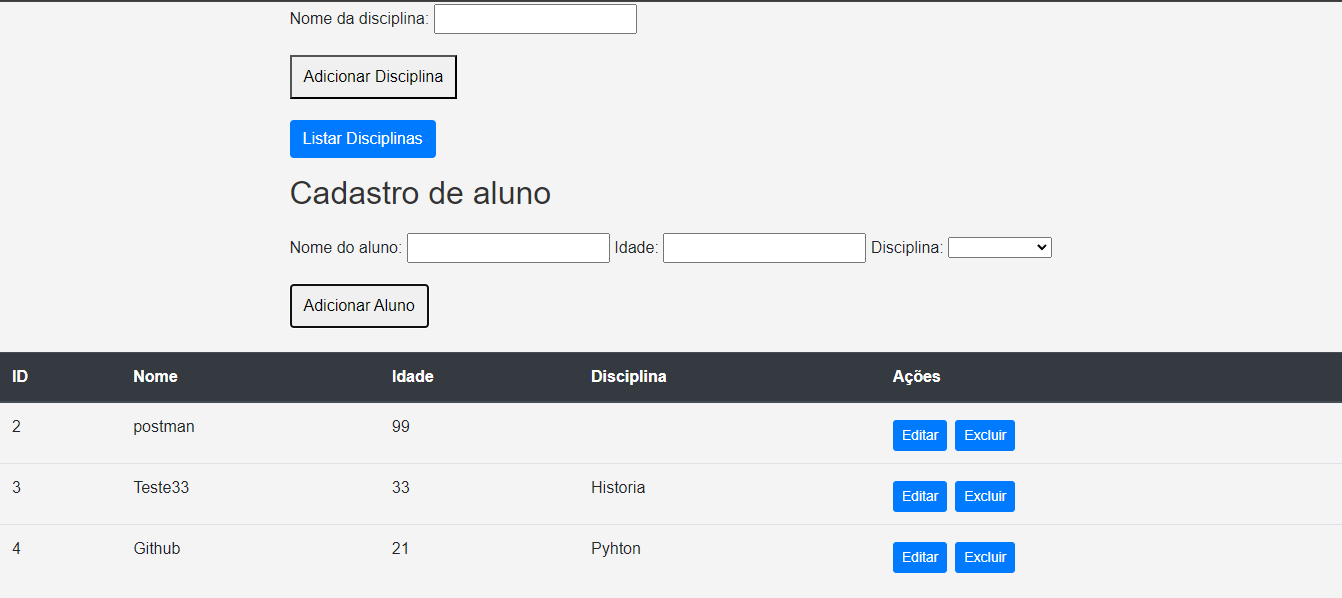 Nome da disciplina:
Adicionar Disciplina
Listar Disciplinas
Cadastro de aluno
Nome do aluno: Idade: Disciplina:
Adicionar Aluno
ID Nome Idade Disciplina Ações
2 postman 99 Editar Excluir
3 Teste33 33 Historia Editar Excluir
4 Github 21 Pyhton Editar Excluir